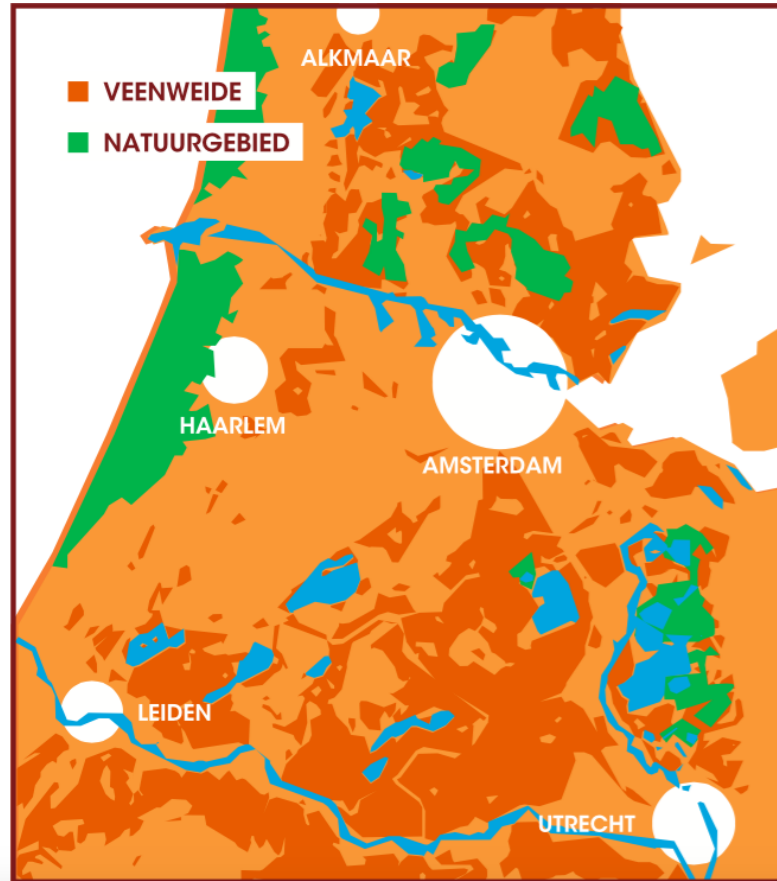 ALKMAAR
VEENWEIDE
NATUURGEBIED
HAARLEM
AMSTERDAM
LEIDEN
UTRECHT